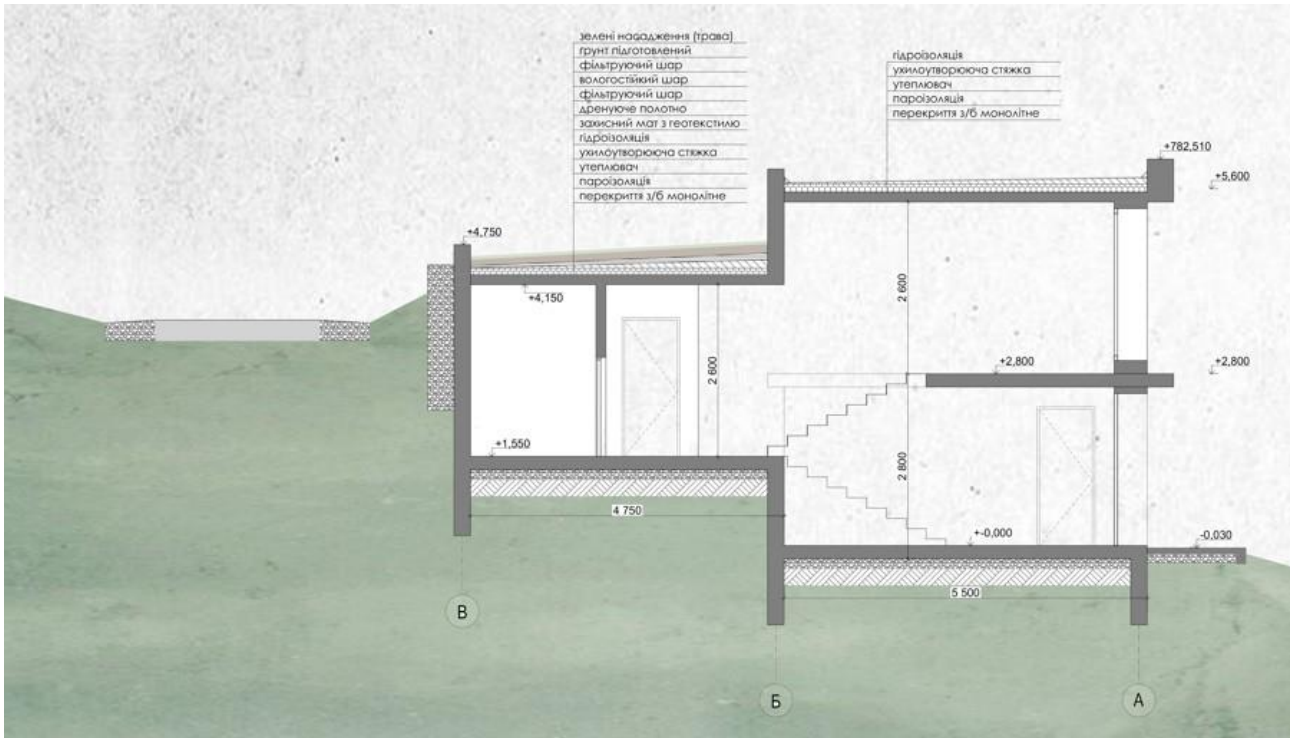 зелені насадження (трава)
грунт підготовлений
фільтруючий шар
вологостійкий шар
фільтруючий шар
дренуюче полотно
захисний мат з геотекстилю
гідроізоляція
ухилоутворююча стяжка
утеплювач
пароізоляція
перекриття з/б монолітне
гідроізоляція
ухилоутворююча стяжка
утеплювач
пароізоляція
перекриття з/б монолітне
+782,510
+5,600
+4,750
+4,150
2 600
2 600
+2,800
+2,800
+1,550
2 800
4 750
+-0,000
-0,030
5 500
В
Б
А